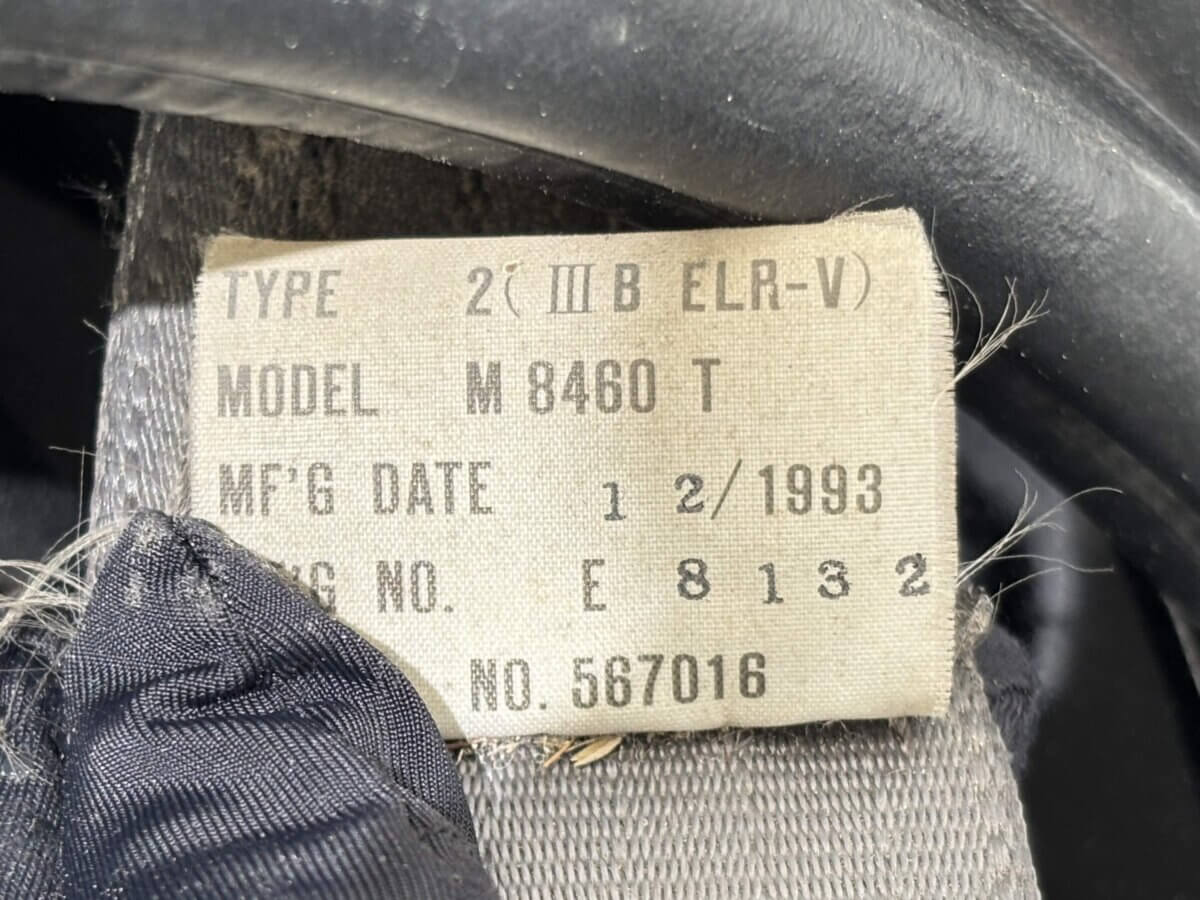 TYPE 2( III B ELR-V)
MODEL M 8460 T
MF'G DATE 1 2/1993
'G NO. E 8 1 3 2
NO. 567016